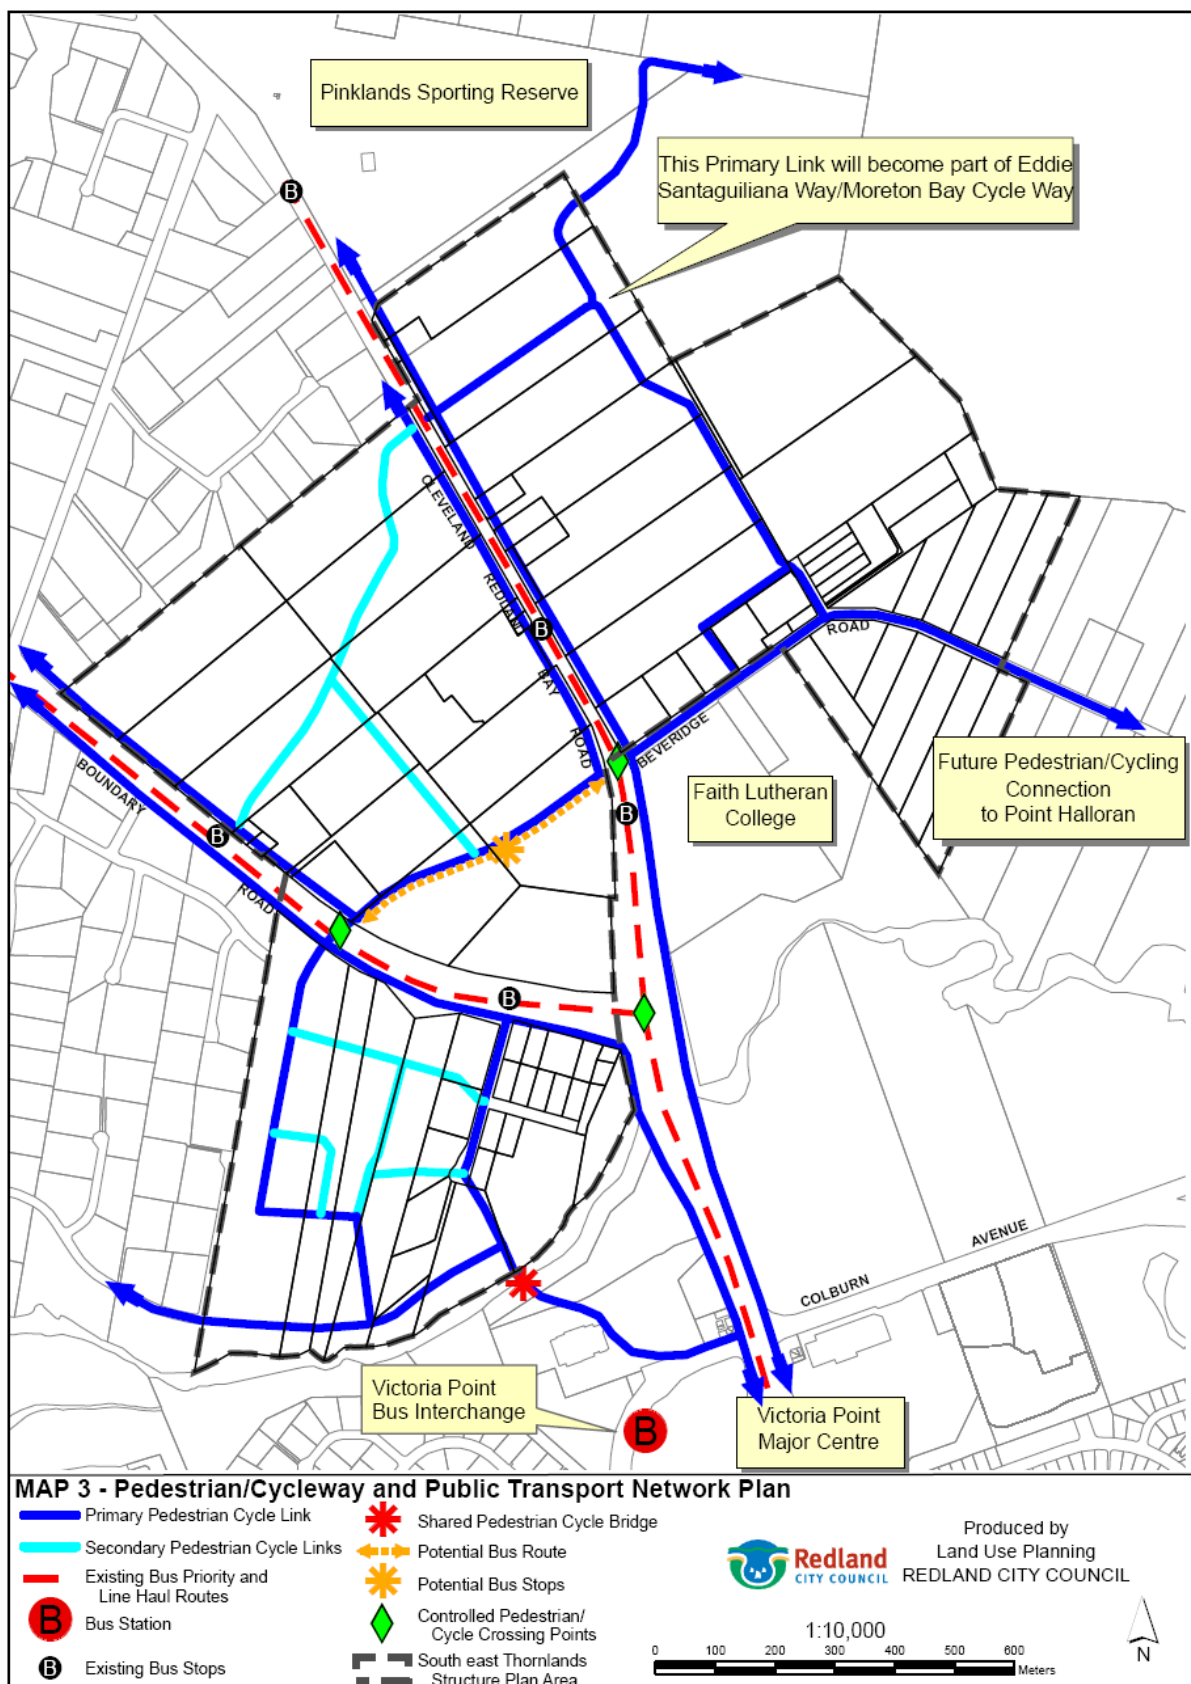 Pinklands Sporting Reserve
This Primary Link will become part of Eddie
Santaguiliana Way/Moreton Bay Cycle Way
B
CLEVELAND
REDLAND
B
BAY
ROAD
ROAD
BEVERIDGE
BOUNDARY
B
ROAD
B
B
Faith Lutheran
College
Future Pedestrian/Cycling
Connection
to Point Halloran
COLBURN
AVENUE
Victoria Point
Bus Interchange
B
Victoria Point
Major Centre
MAP 3 - Pedestrian/Cycleway and Public Transport Network Plan
Primary Pedestrian Cycle Link
Secondary Pedestrian Cycle Links
Existing Bus Priority and
Line Haul Routes
B
Bus Station
B
Existing Bus Stops
Shared Pedestrian Cycle Bridge
Potential Bus Route
Potential Bus Stops
Controlled Pedestrian/
Cycle Crossing Points
South east Thornlands
Structure Plan Area
Redland
CITY COUNCIL
Produced by
Land Use Planning
REDLAND CITY COUNCIL
1:10,000
0 100 200 300 400 500 600
Meters
N